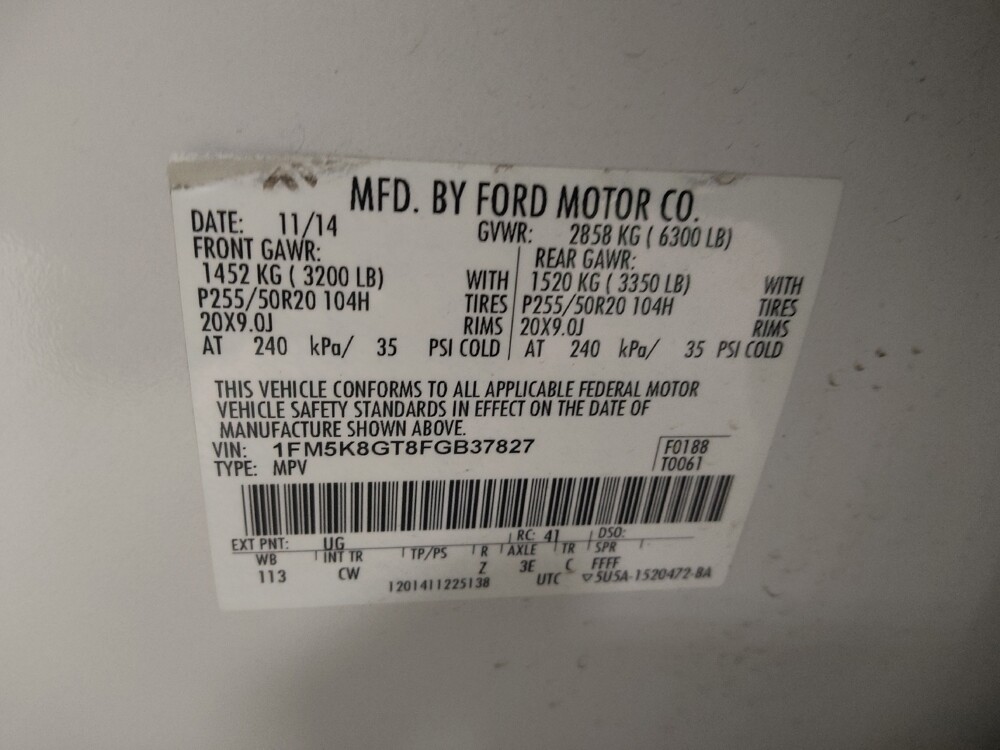 MFD. BY FORD MOTOR CO.
DATE: 11/14 GVWR: 2858 KG ( 6300 LB)
FRONT GAWR: REAR GAWR:
1452 KG ( 3200 LB) WITH 1520 KG ( 3350 LB) WITH
P255/50R20 104H TIRES P255/50R20 104H TIRES
20X9.0J RIMS 20X9.0J RIMS
AT 240 kPa/ 35 PSI COLD AT 240 kPa/ 35 PSI COLD
THIS VEHICLE CONFORMS TO ALL APPLICABLE FEDERAL MOTOR
VEHICLE SAFETY STANDARDS IN EFFECT ON THE DATE OF
MANUFACTURE SHOWN ABOVE.
VIN: 1FM5K8GT8FGB37827 F0188
TYPE: MPV T0061
EXT PNT: UG RC: 41 DSO:
WB INT TR TP/PS R AXLE TR SPR
113 CW Z 3E C FFFF
1201411225138 UTC ▽5U5A-1520472-BA